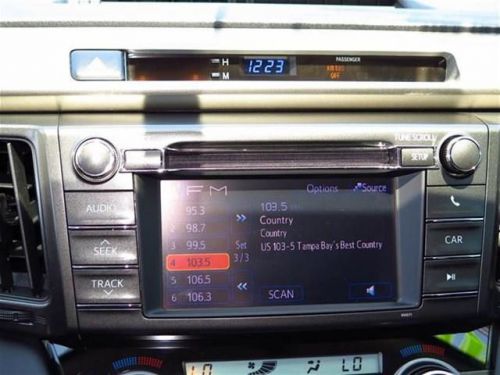 H
M
12:23
PASSENGER
AIR BAG
OFF
TUNE/SCROLL
SETUP
AUDIO
SEEK
TRACK
CAR
FM
Options
Source
95.3
2 98.7
3 99.5
4 103.5
5 106.5
6 106.3
Set
3/3
103.5
Country
Country
US 103-5 Tampa Bay's Best Country
SCAN
LO
LO